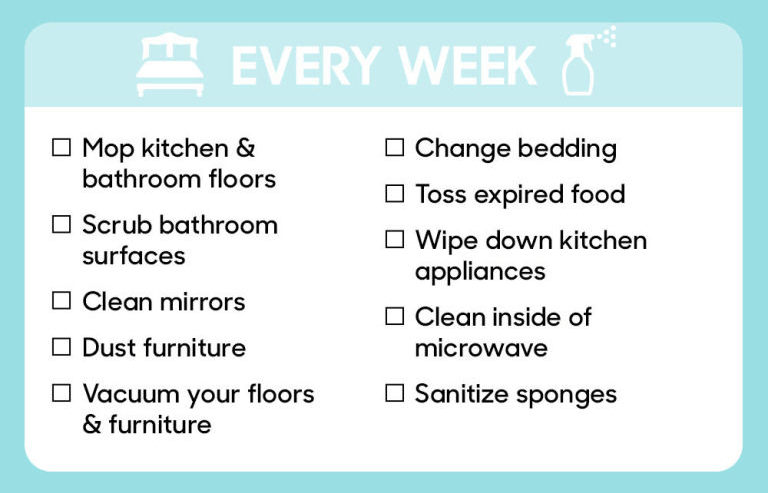 EVERY WEEK
Mop kitchen &
bathroom floors
Scrub bathroom
surfaces
Clean mirrors
Dust furniture
Vacuum your floors
& furniture
Change bedding
Toss expired food
Wipe down kitchen
appliances
Clean inside of
microwave
Sanitize sponges